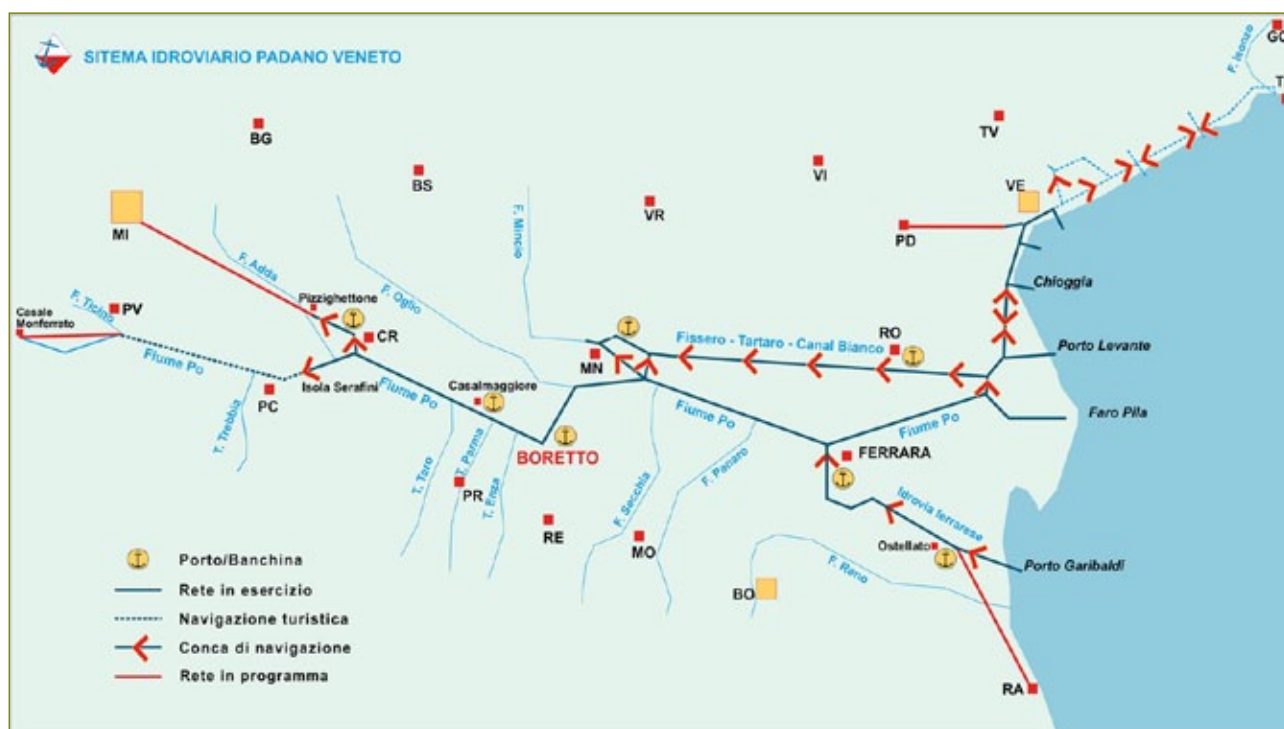 SITEMA IDROVIARIO PADANO VENETO
GO
F. Isonzo
BG
TV
BS
VI
VE
VR
F. Mincio
MI
PD
F. Adda
F. Oglio
Chioggia
Pizzighettone
F. Ticino
PV
Casale
Monferrato
CR
Fissero - Tartaro - Canal Bianco
RO
Porto Levante
Fiume Po
MN
Isola Serafini
Casalmaggiore
PC
Fiume Po
Fiume Po
Fiume Po
Faro Pila
T. Trebbia
BORETTO
FERRARA
T. Taro
T. Parma
T. Enza
PR
F. Secchia
F. Panaro
Idrovia ferrarese
RE
MO
Ostellato
Porto Garibaldi
F. Reno
BO
Porto/Banchina
Rete in esercizio
Navigazione turistica
Conca di navigazione
Rete in programma
RA